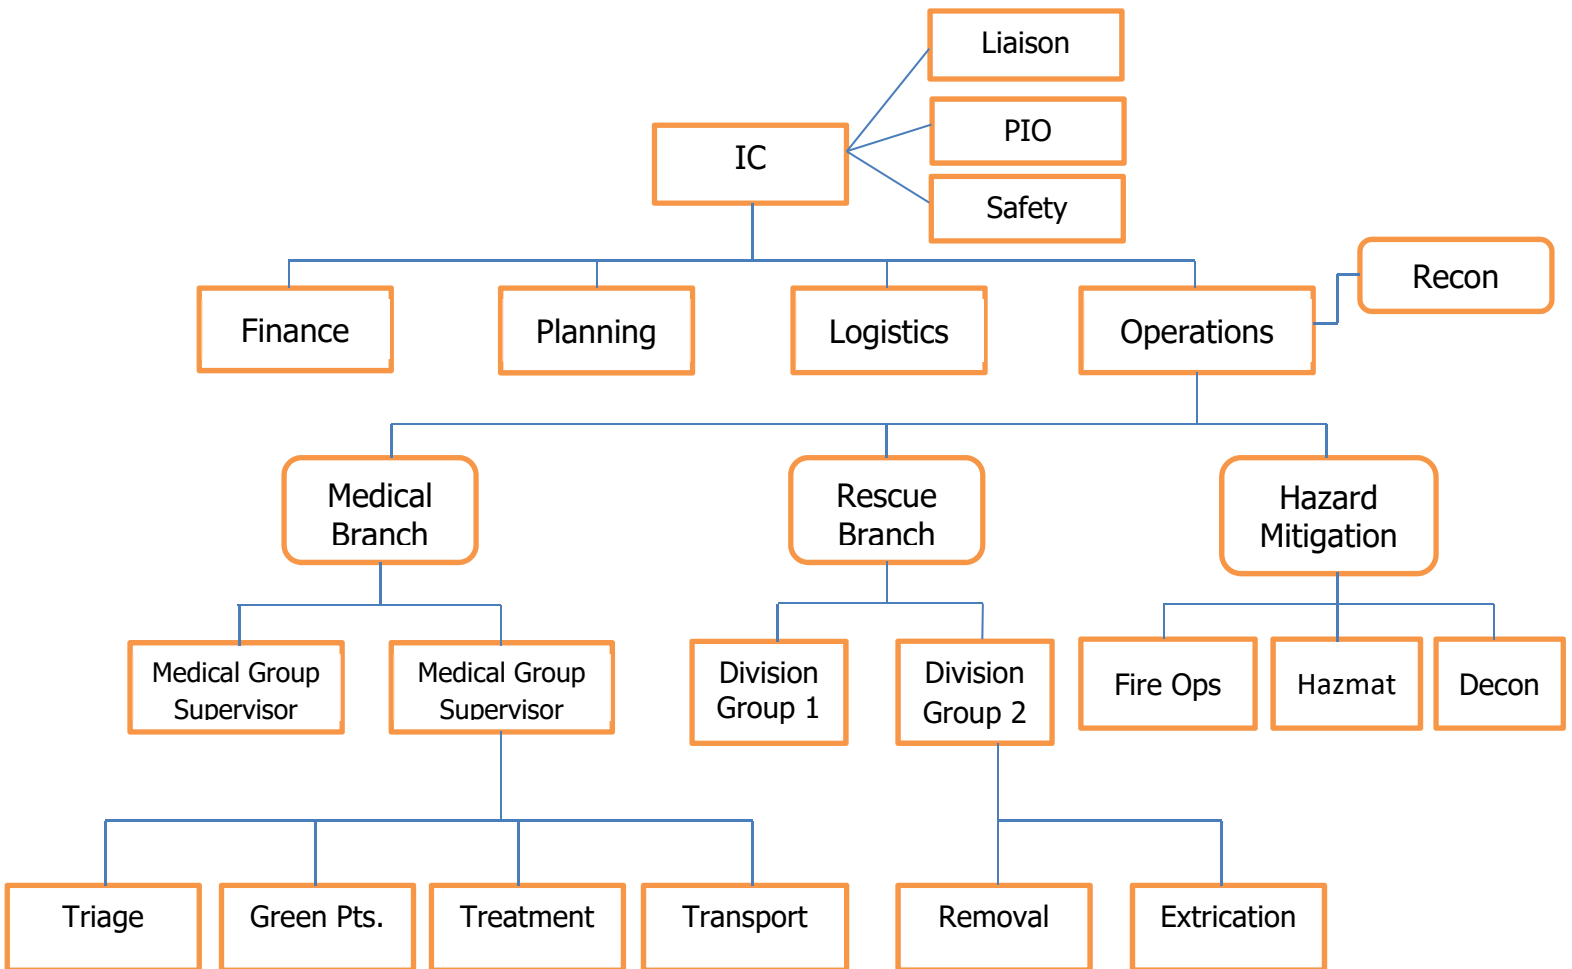 Liaison
PIO
IC
Safety
Recon
Finance
Planning
Logistics
Operations
Medical
Branch
Rescue
Branch
Hazard
Mitigation
Medical Group
Supervisor
Medical Group
Supervisor
Division
Group 1
Division
Group 2
Fire Ops
Hazmat
Decon
Triage
Green Pts.
Treatment
Transport
Removal
Extrication